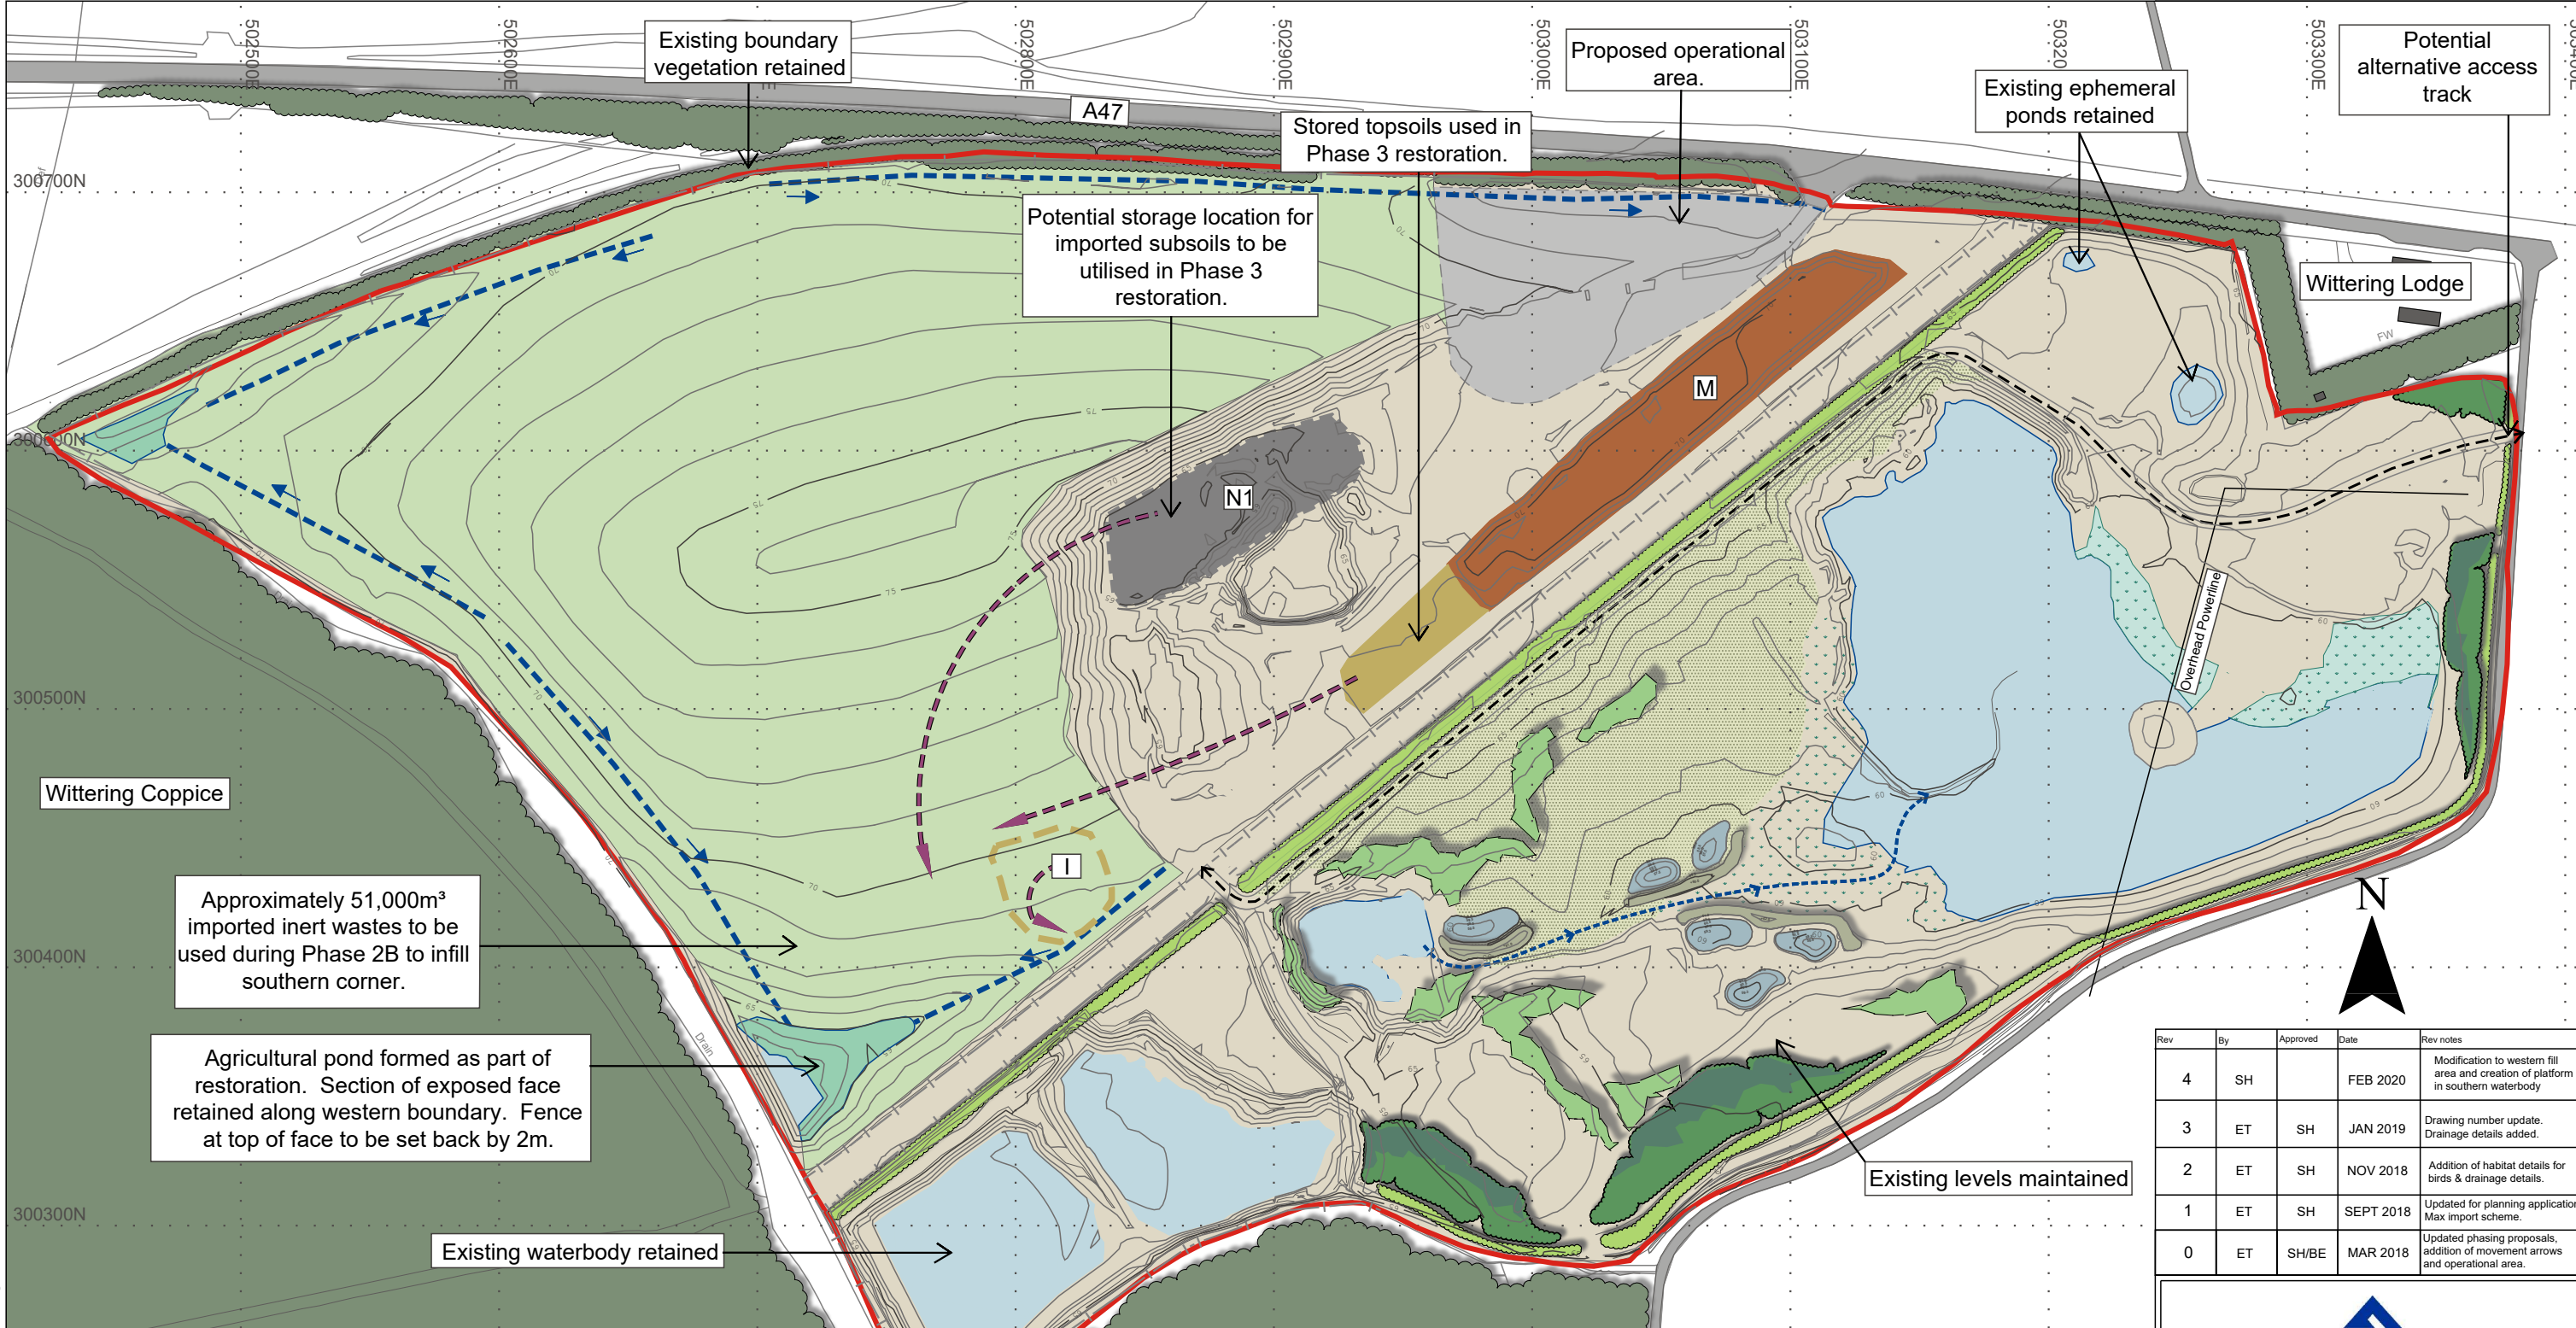 502500E
502600E
502800E
502900E
503000E
503100E
50320
503300E
Existing boundary
vegetation retained
A47
Proposed operational
area.
Existing ephemeral
ponds retained
Potential
alternative access
track
Stored topsoils used in
Phase 3 restoration.
300700N
Potential storage location for
imported subsoils to be
utilised in Phase 3
restoration.
Wittering Lodge
FW
M
N1
300600N
Overhead Powerline
300500N
Wittering Coppice
I
Approximately 51,000m³
imported inert wastes to be
used during Phase 2B to infill
southern corner.
300400N
N
Drain
Agricultural pond formed as part of
restoration. Section of exposed face
retained along western boundary. Fence
at top of face to be set back by 2m.
Existing levels maintained
300300N
Existing waterbody retained
Rev By Approved Date Rev notes
4 SH FEB 2020 Modification to western fill
area and creation of platform
in southern waterbody
3 ET SH JAN 2019 Drawing number update.
Drainage details added.
2 ET SH NOV 2018 Addition of habitat details for
birds & drainage details.
1 ET SH SEPT 2018 Updated for planning application
Max import scheme.
0 ET SH/BE MAR 2018 Updated phasing proposals,
addition of movement arrows
and operational area.